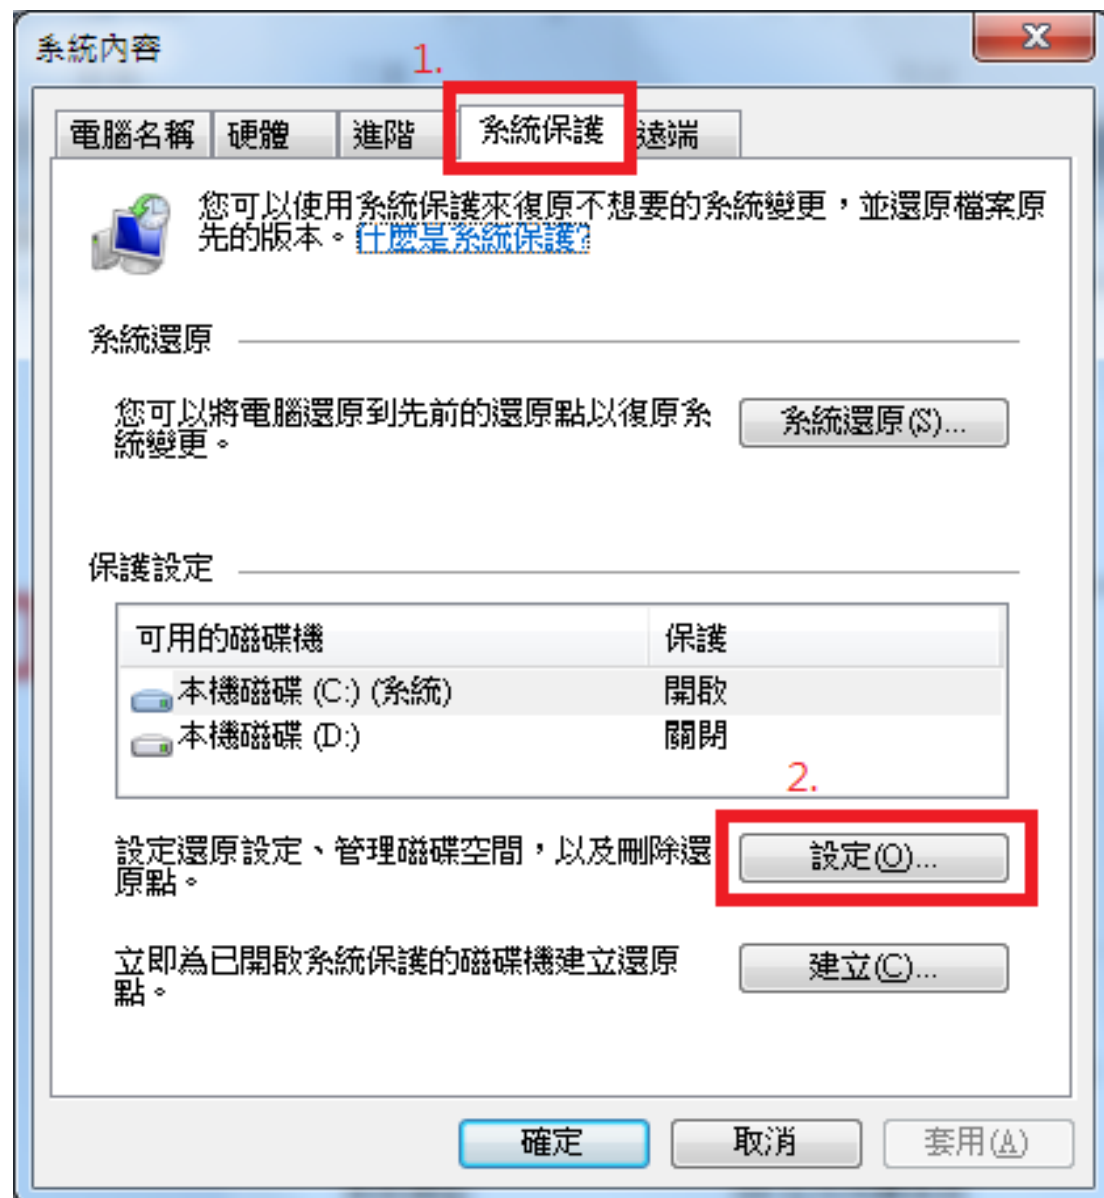 系統內容
1.
電腦名稱 硬體 進階 系統保護 遠端
您可以使用系統保護來復原不想要的系統變更，並還原檔案原
先的版本。什麼是系統保護?
系統還原
您可以將電腦還原到先前的還原點以復原系
統變更。
系統還原(S)...
保護設定
可用的磁碟機 保護
本機磁碟 (C:) (系統) 開啟
本機磁碟 (D:) 關閉
2.
設定還原設定、管理磁碟空間，以及刪除還
原點。
設定(O)...
立即為已開啟系統保護的磁碟機建立還原
點。
建立(C)...
確定 取消 套用(A)